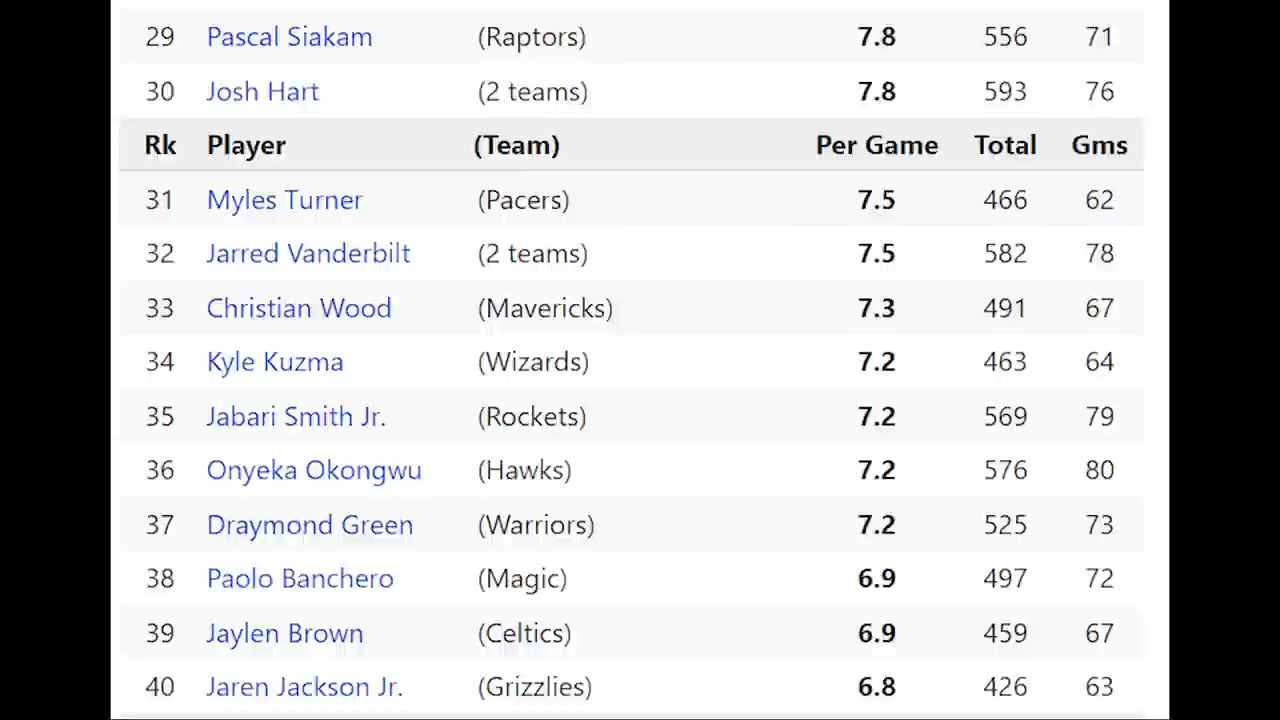 29 Pascal Siakam (Raptors) 7.8 556 71
30 Josh Hart (2 teams) 7.8 593 76
Rk Player (Team) Per Game Total Gms
31 Myles Turner (Pacers) 7.5 466 62
32 Jarred Vanderbilt (2 teams) 7.5 582 78
33 Christian Wood (Mavericks) 7.3 491 67
34 Kyle Kuzma (Wizards) 7.2 463 64
35 Jabari Smith Jr. (Rockets) 7.2 569 79
36 Onyeka Okongwu (Hawks) 7.2 576 80
37 Draymond Green (Warriors) 7.2 525 73
38 Paolo Banchero (Magic) 6.9 497 72
39 Jaylen Brown (Celtics) 6.9 459 67
40 Jaren Jackson Jr. (Grizzlies) 6.8 426 63